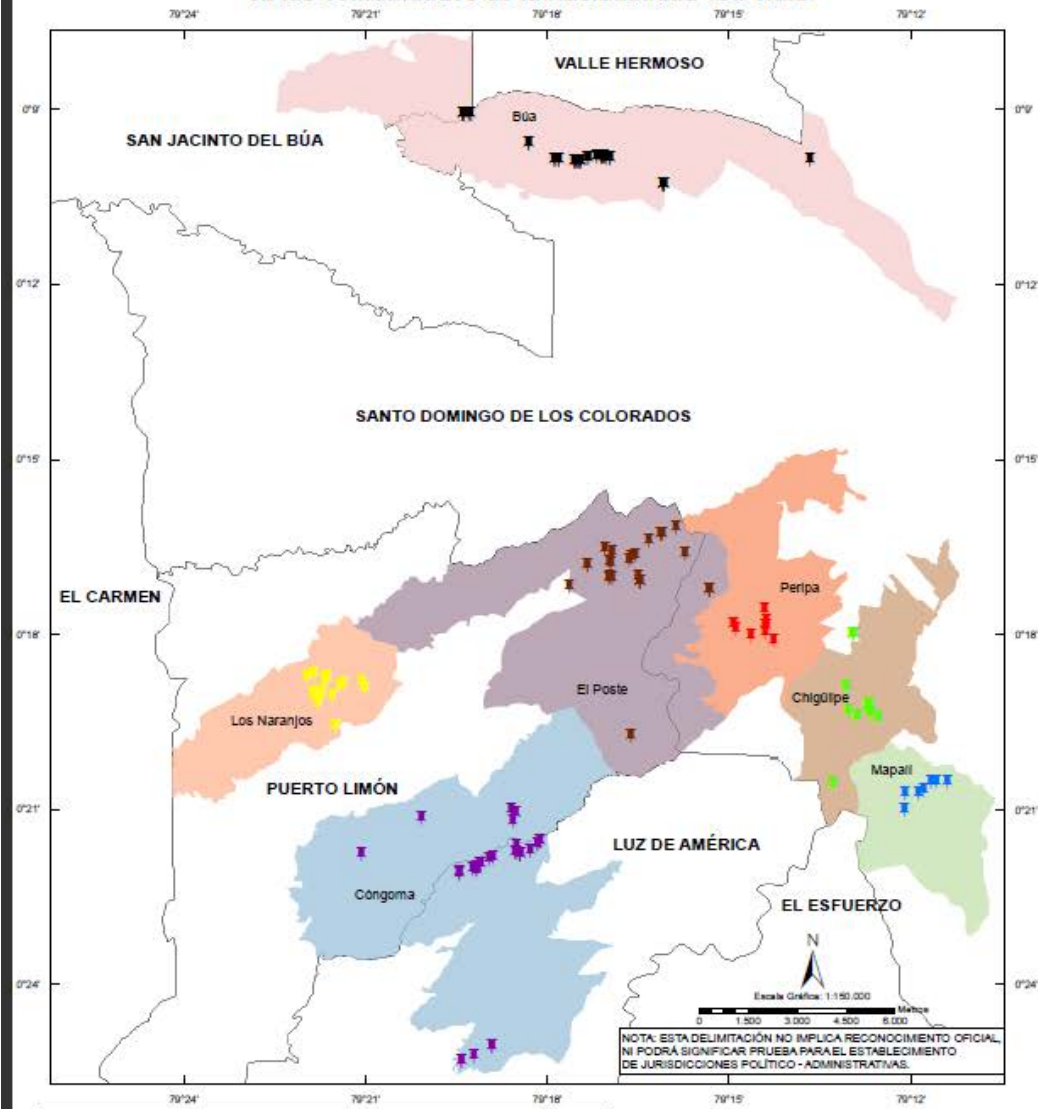 79°24' 79°21' 79°18' 79°15' 79°12'
VALLE HERMOSO
0°9' 0°9'
Búa
SAN JACINTO DEL BÚA
0°12' 0°12'
SANTO DOMINGO DE LOS COLORADOS
0°15' 0°15'
EL CARMEN
Peripa
0°18' 0°18'
El Poste
Chigüilpe
Los Naranjos
Mapalí
PUERTO LIMÓN
0°21' 0°21'
LUZ DE AMÉRICA
Cóngoma
EL ESFUERZO
N
0°24' 0°24'
Escala Gráfica: 1:150.000
Metros
0 1.500 3.000 4.500 6.000
NOTA: ESTA DELIMITACIÓN NO IMPLICA RECONOCIMIENTO OFICIAL,
NI PODRÁ SIGNIFICAR PRUEBA PARA EL ESTABLECIMIENTO
DE JURISDICCIONES POLÍTICO - ADMINISTRATIVAS.
79°24' 79°21' 79°18' 79°15' 79°12'